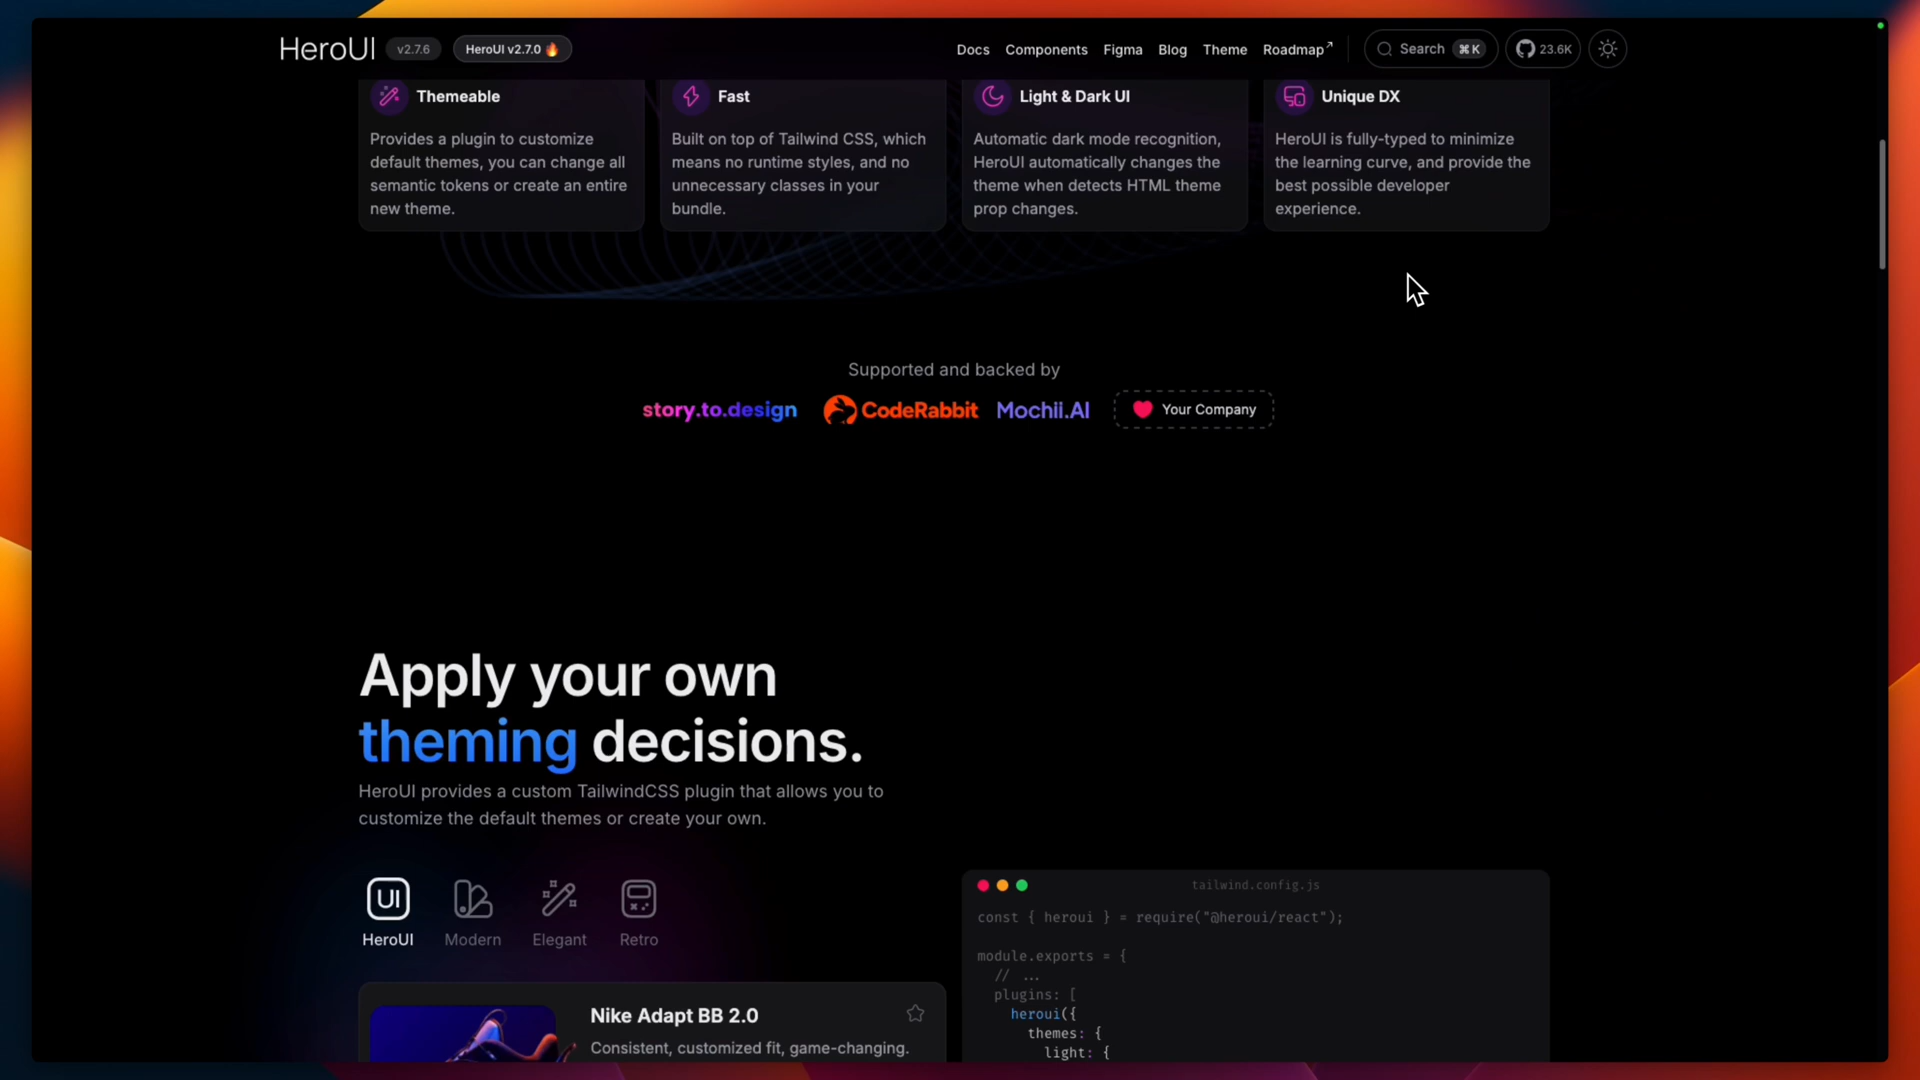 HeroUI v2.7.6 HeroUI v2.7.0 🔥 Docs Components Figma Blog Theme Roadmap↗ Search ⌘K 23.6K
Themeable
Provides a plugin to customize
default themes, you can change all
semantic tokens or create an entire
new theme.
Fast
Built on top of Tailwind CSS, which
means no runtime styles, and no
unnecessary classes in your
bundle.
Light & Dark UI
Automatic dark mode recognition,
HeroUI automatically changes the
theme when detects HTML theme
prop changes.
Unique DX
HeroUI is fully-typed to minimize
the learning curve, and provide the
best possible developer
experience.
Supported and backed by
story.to.design CodeRabbit Mochii.AI Your Company
Apply your own
theming decisions.
HeroUI provides a custom TailwindCSS plugin that allows you to
customize the default themes or create your own.
UI
HeroUI Modern Elegant Retro
Nike Adapt BB 2.0
Consistent, customized fit, game-changing.
tailwind.config.js
const { heroui } = require("@heroui/react");
module.exports = {
// ...
plugins: [
heroui({
themes: {
light: {